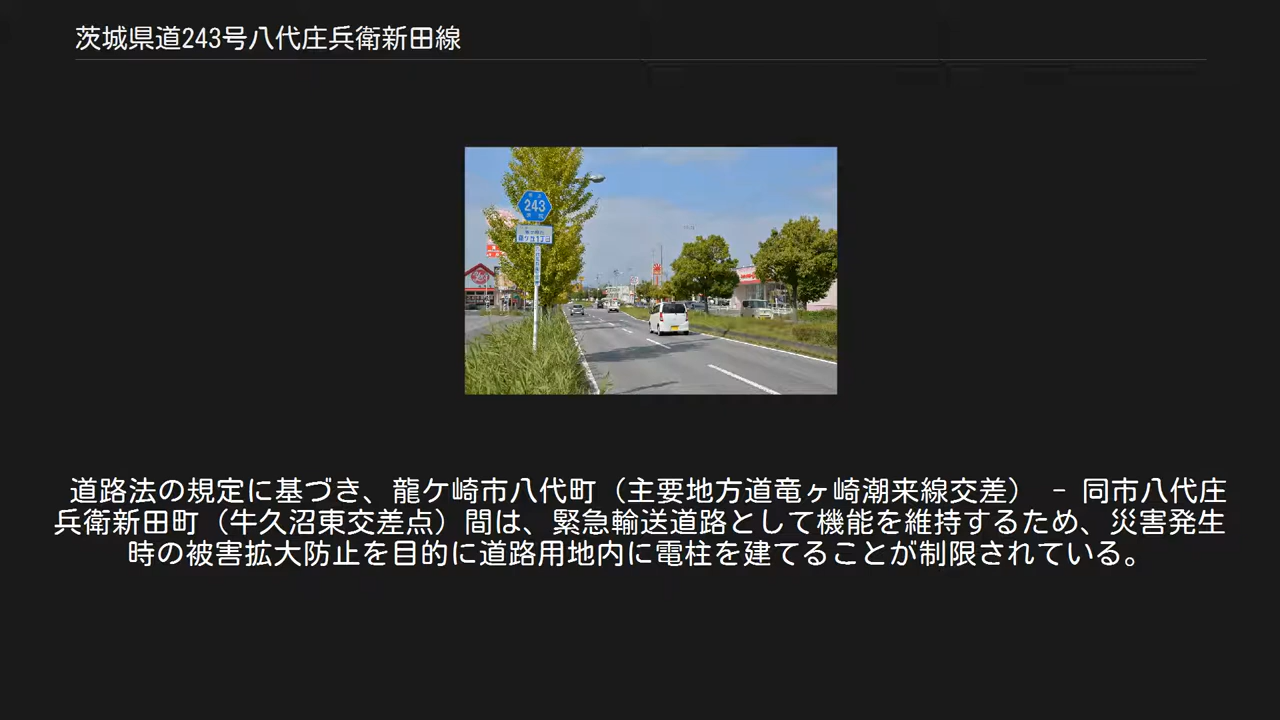 茨城県道243号八代庄兵衛新田線
243
道路法の規定に基づき、龍ケ崎市八代町（主要地方道竜ヶ崎潮来線交差） - 同市八代庄
兵衛新田町（牛久沼東交差点）間は、緊急輸送道路として機能を維持するため、災害発生
時の被害拡大防止を目的に道路用地内に電柱を建てることが制限されている。